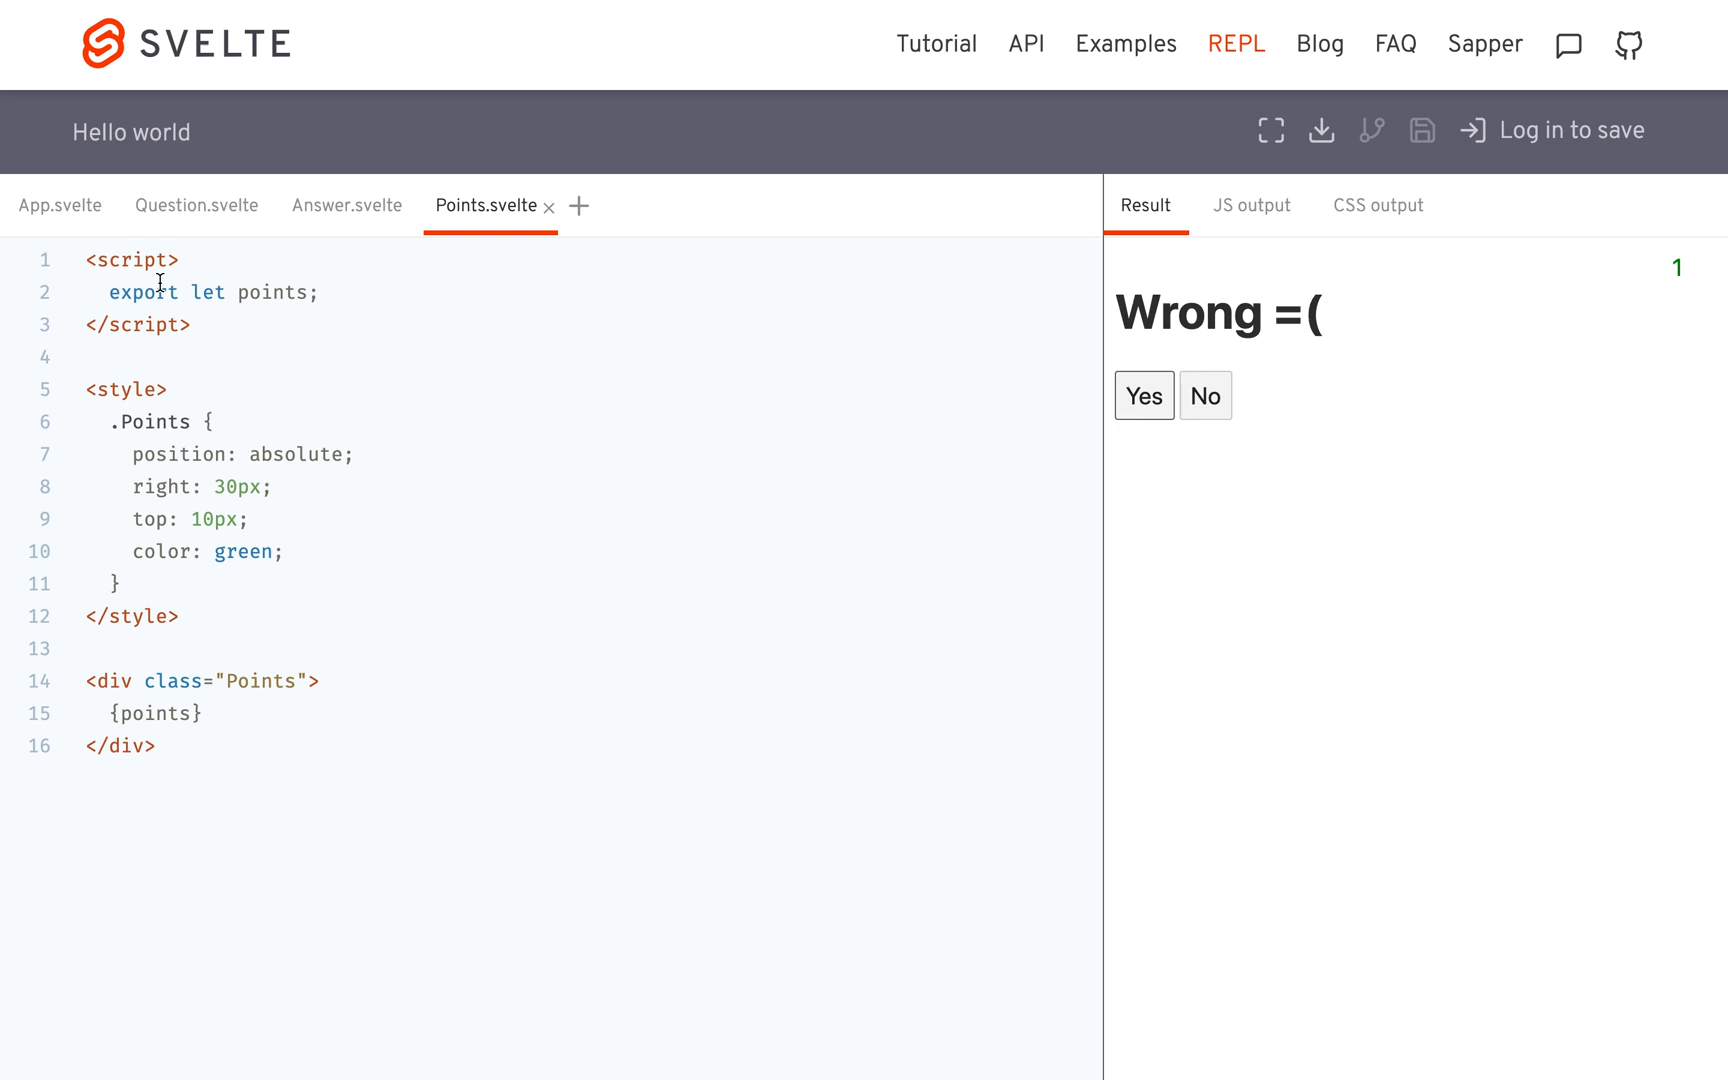 SVELTE
Tutorial API Examples REPL Blog FAQ Sapper
Hello world
Log in to save
App.svelte Question.svelte Answer.svelte Points.svelte × +
Result JS output CSS output
1 <script>
2 export let points;
3 </script>
4
5 <style>
6 .Points {
7 position: absolute;
8 right: 30px;
9 top: 10px;
10 color: green;
11 }
12 </style>
13
14 <div class="Points">
15 {points}
16 </div>
1
Wrong =(
Yes No